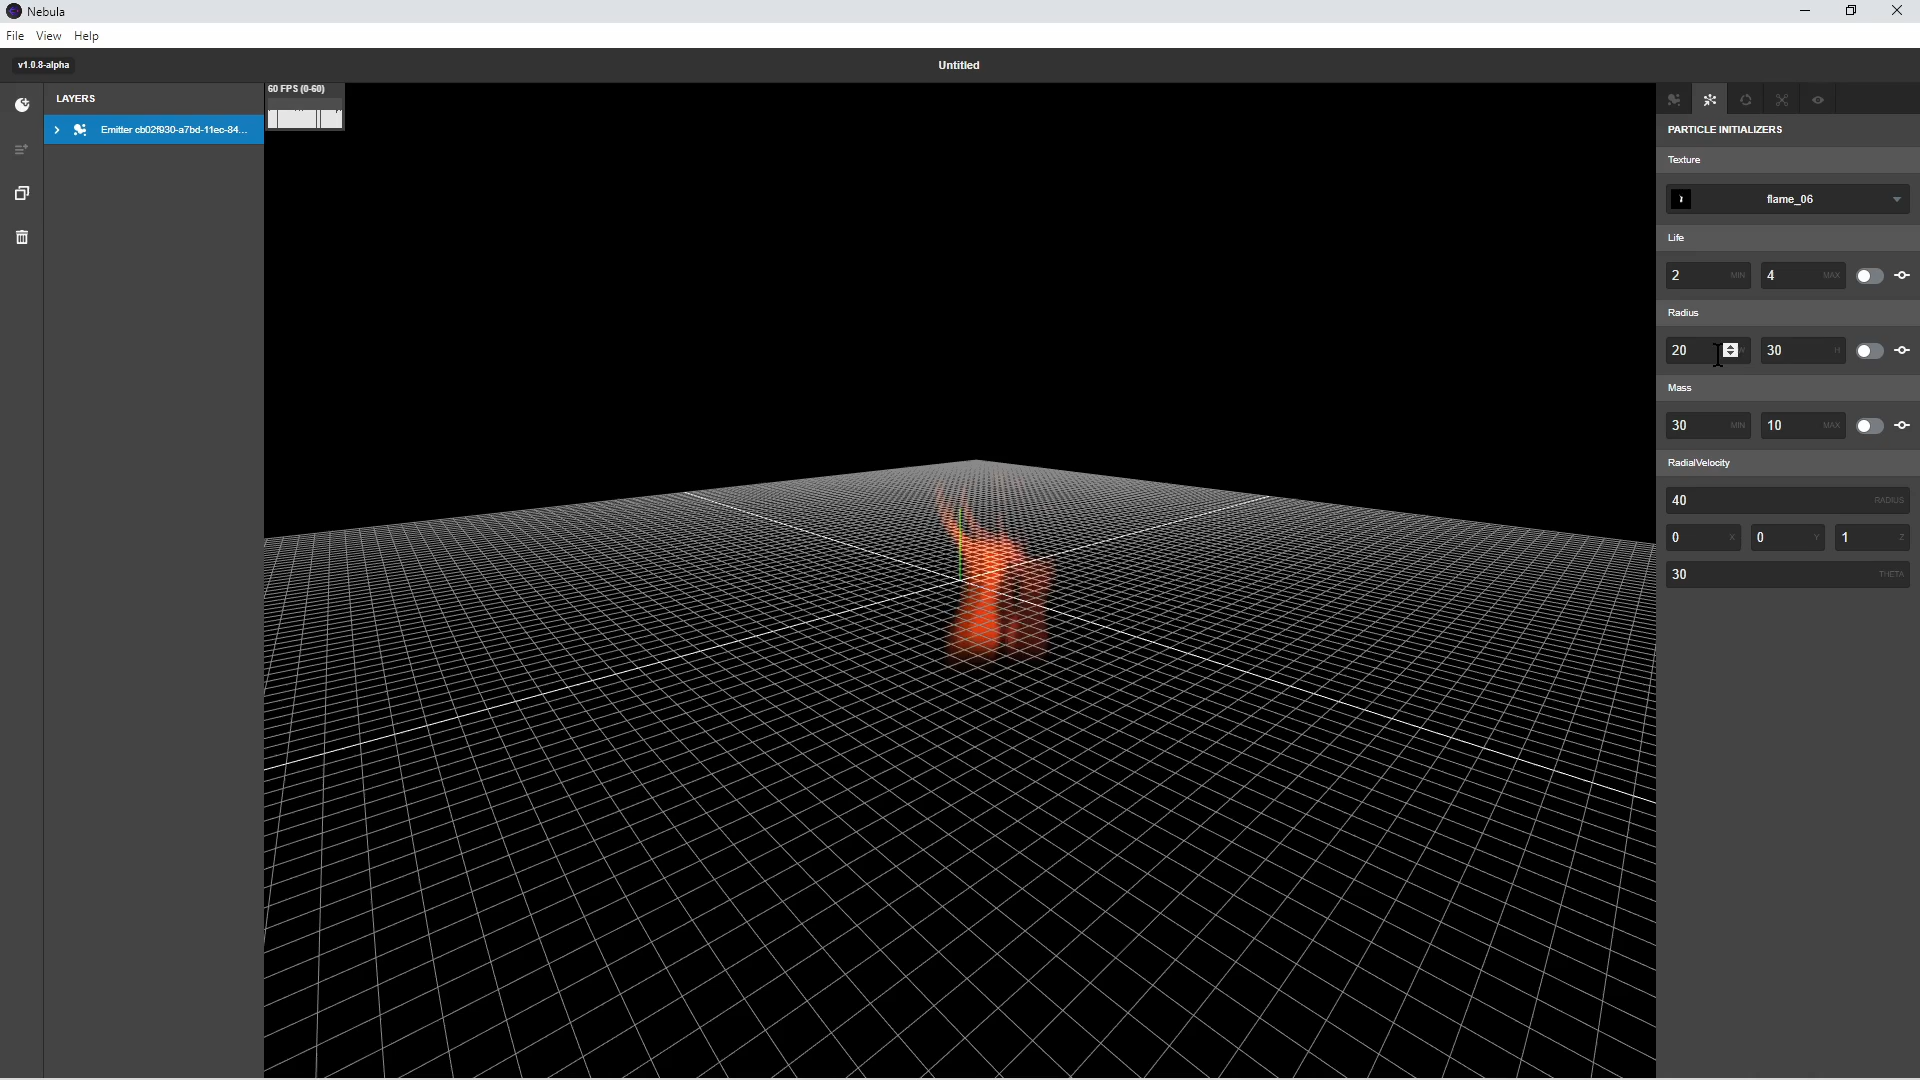 Nebula
File View Help
v1.0.8-alpha
Untitled
LAYERS
Emitter cb02f930-a7bd-11ec-84...
60 FPS (0-60)
PARTICLE INITIALIZERS
Texture
flame_06
Life
2 MIN 4 MAX
Radius
20 30 H
Mass
30 MIN 10 MAX
RadialVelocity
40 RADIUS
0 X 0 Y 1 Z
30 THETA